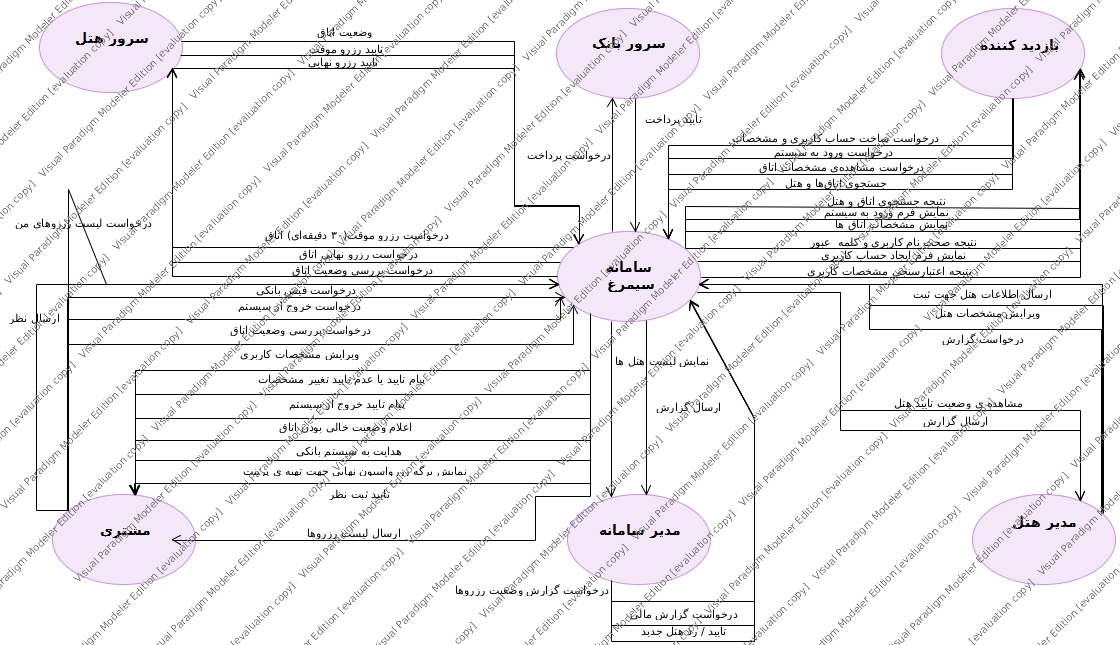 سرور هتل
سرور بانک
بازدید کننده
وضعیت اتاق
تایید رزرو موقت
تایید رزرو نهایی
تایید پرداخت
درخواست پرداخت
درخواست ساخت حساب کاربری و مشخصات
درخواست ورود به سیستم
درخواست مشاهده‌ی مشخصات اتاق
جستجوی اتاق‌ها و هتل
نتیجه جستجوی اتاق و هتل
نمایش فرم ورود به سیستم
نمایش مشخصات اتاق ها
نتیجه صحت نام کاربری و کلمه عبور
نمایش فرم ایجاد حساب کاربری
نتیجه اعتبارسنجی مشخصات کاربری
درخواست لیست رزروهای من
درخواست رزرو موقت(۳۰ دقیقه‌ای) اتاق
درخواست رزرو نهایی اتاق
درخواست بررسی وضعیت اتاق
سامانه
سیمرغ
درخواست فیش بانکی
درخواست خروج از سیستم
ارسال نظر
درخواست بررسی وضعیت اتاق
ویرایش مشخصات کاربری
ارسال اطلاعات هتل جهت ثبت
ویرایش مشخصات هتل
درخواست گزارش
پیام تایید یا عدم تایید تغییر مشخصات
پیام تایید خروج از سیستم
اعلام وضعیت خالی بودن اتاق
هدایت به سیستم بانکی
نمایش برگه رزرواسیون نهایی جهت تهیه ی پرینت
تایید ثبت نظر
ارسال لیست رزروها
نمایش لیست هتل ها
ارسال گزارش
مشاهده ی وضعیت تایید هتل
ارسال گزارش
مشتری
مدیر سامانه
مدیر هتل
درخواست گزارش وضعیت رزروها
درخواست گزارش مالی
تایید / رد هتل جدید
Visual Paradigm Modeler Edition [evaluation copy]